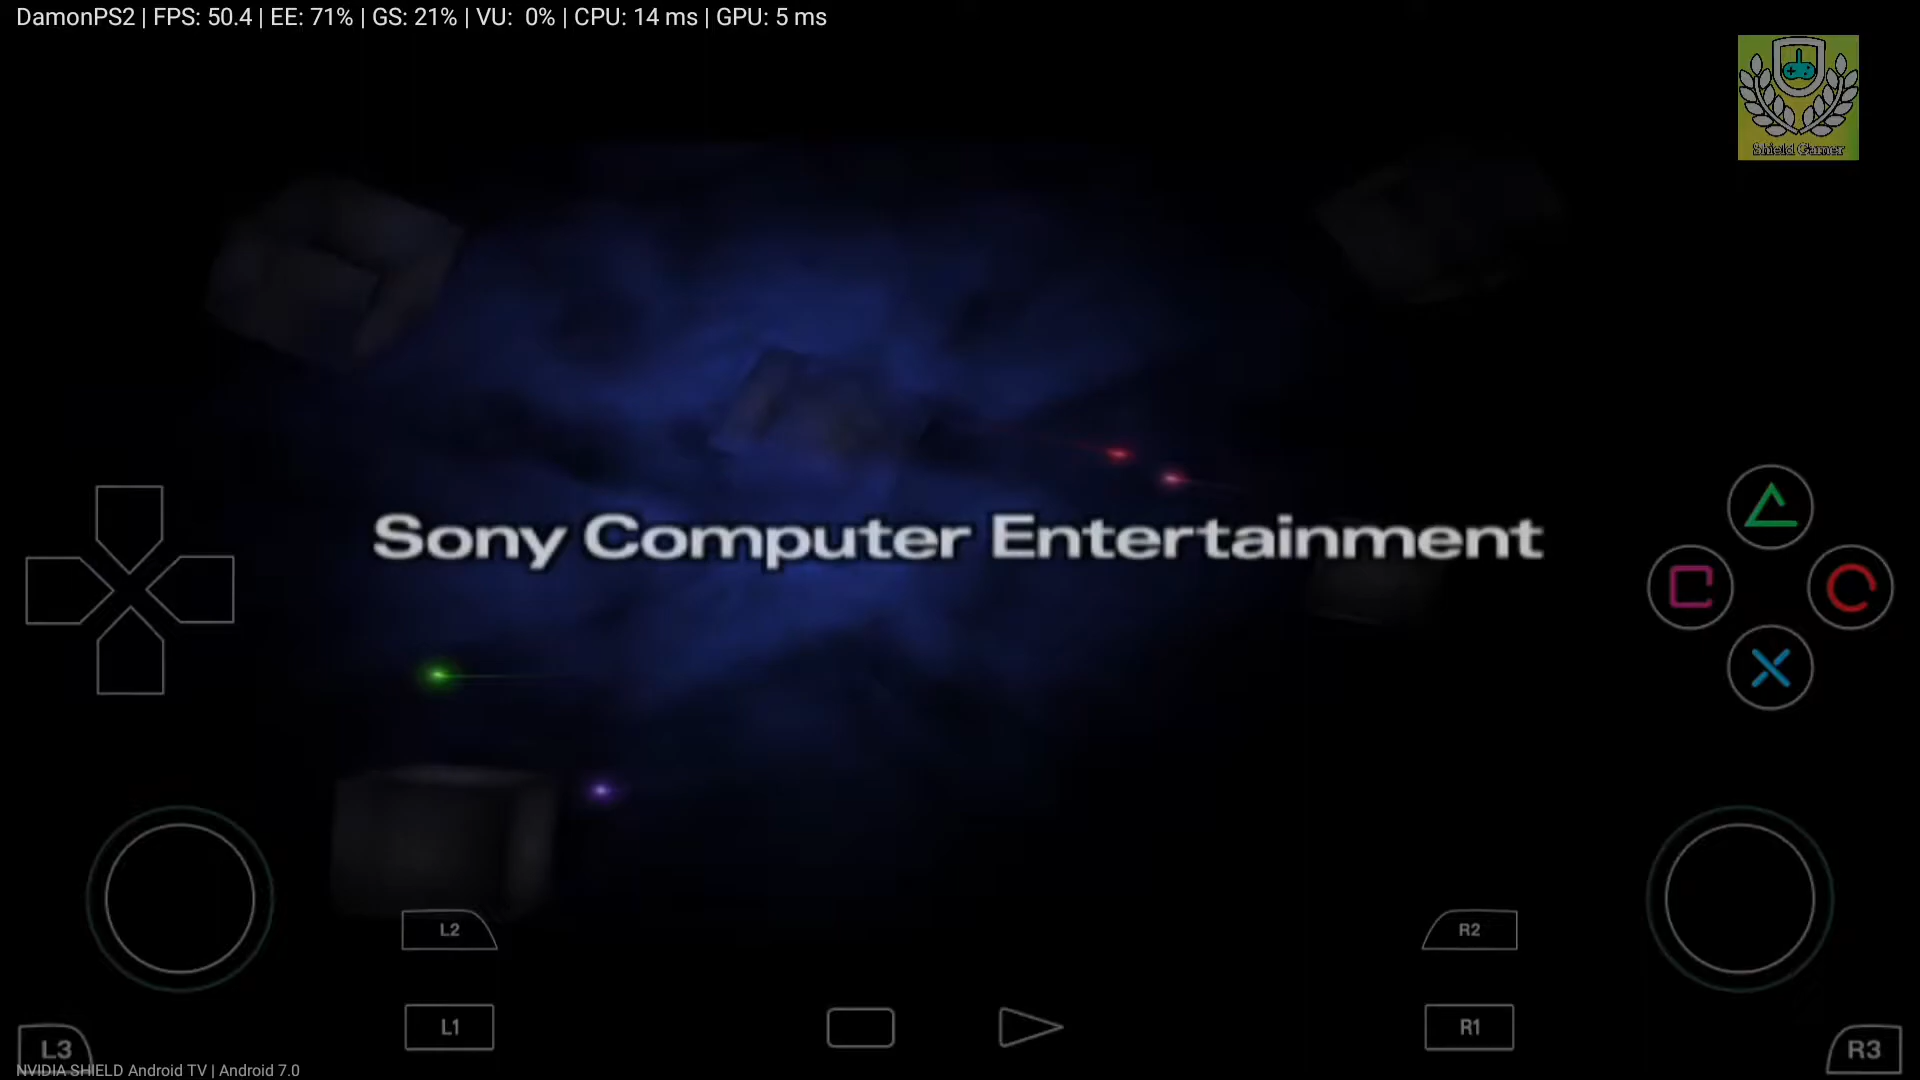 DamonPS2 | FPS: 50.4 | EE: 71% | GS: 21% | VU: 0% | CPU: 14 ms | GPU: 5 ms
Shield Gamer
Sony Computer Entertainment
L2
R2
L1
R1
L3
R3
NVIDIA SHIELD Android TV | Android 7.0